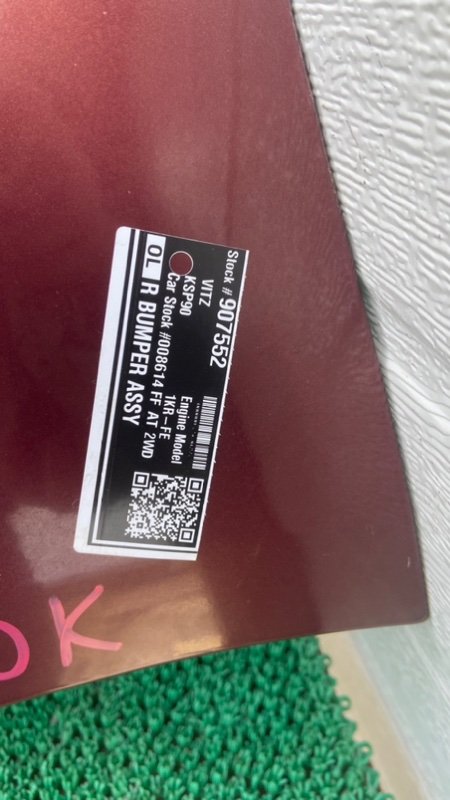 Stock # 907552
VITZ
KSP90
Engine Model
1KR-FE
Car Stock #008614 FF AT 2WD
OL R BUMPER ASSY
OK